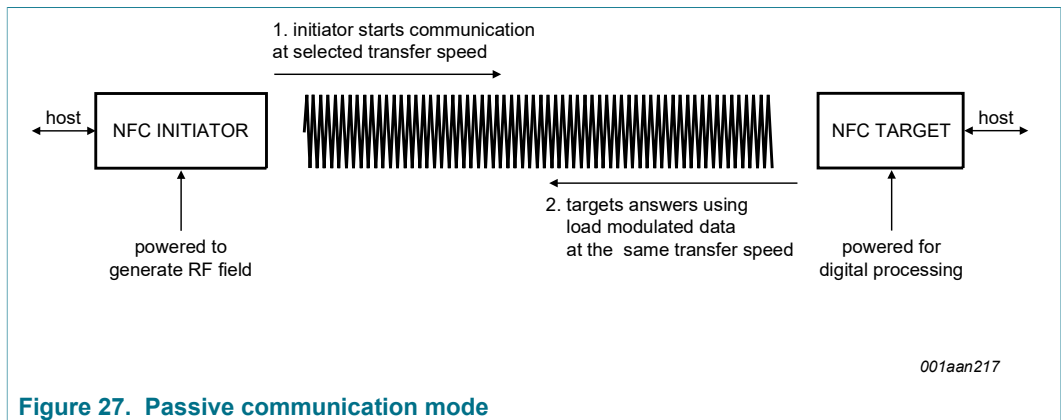 1. initiator starts communication
at selected transfer speed
host
NFC INITIATOR
NFC TARGET
host
2. targets answers using
load modulated data
at the same transfer speed
powered to
generate RF field
powered for
digital processing
001aan217
Figure 27. Passive communication mode